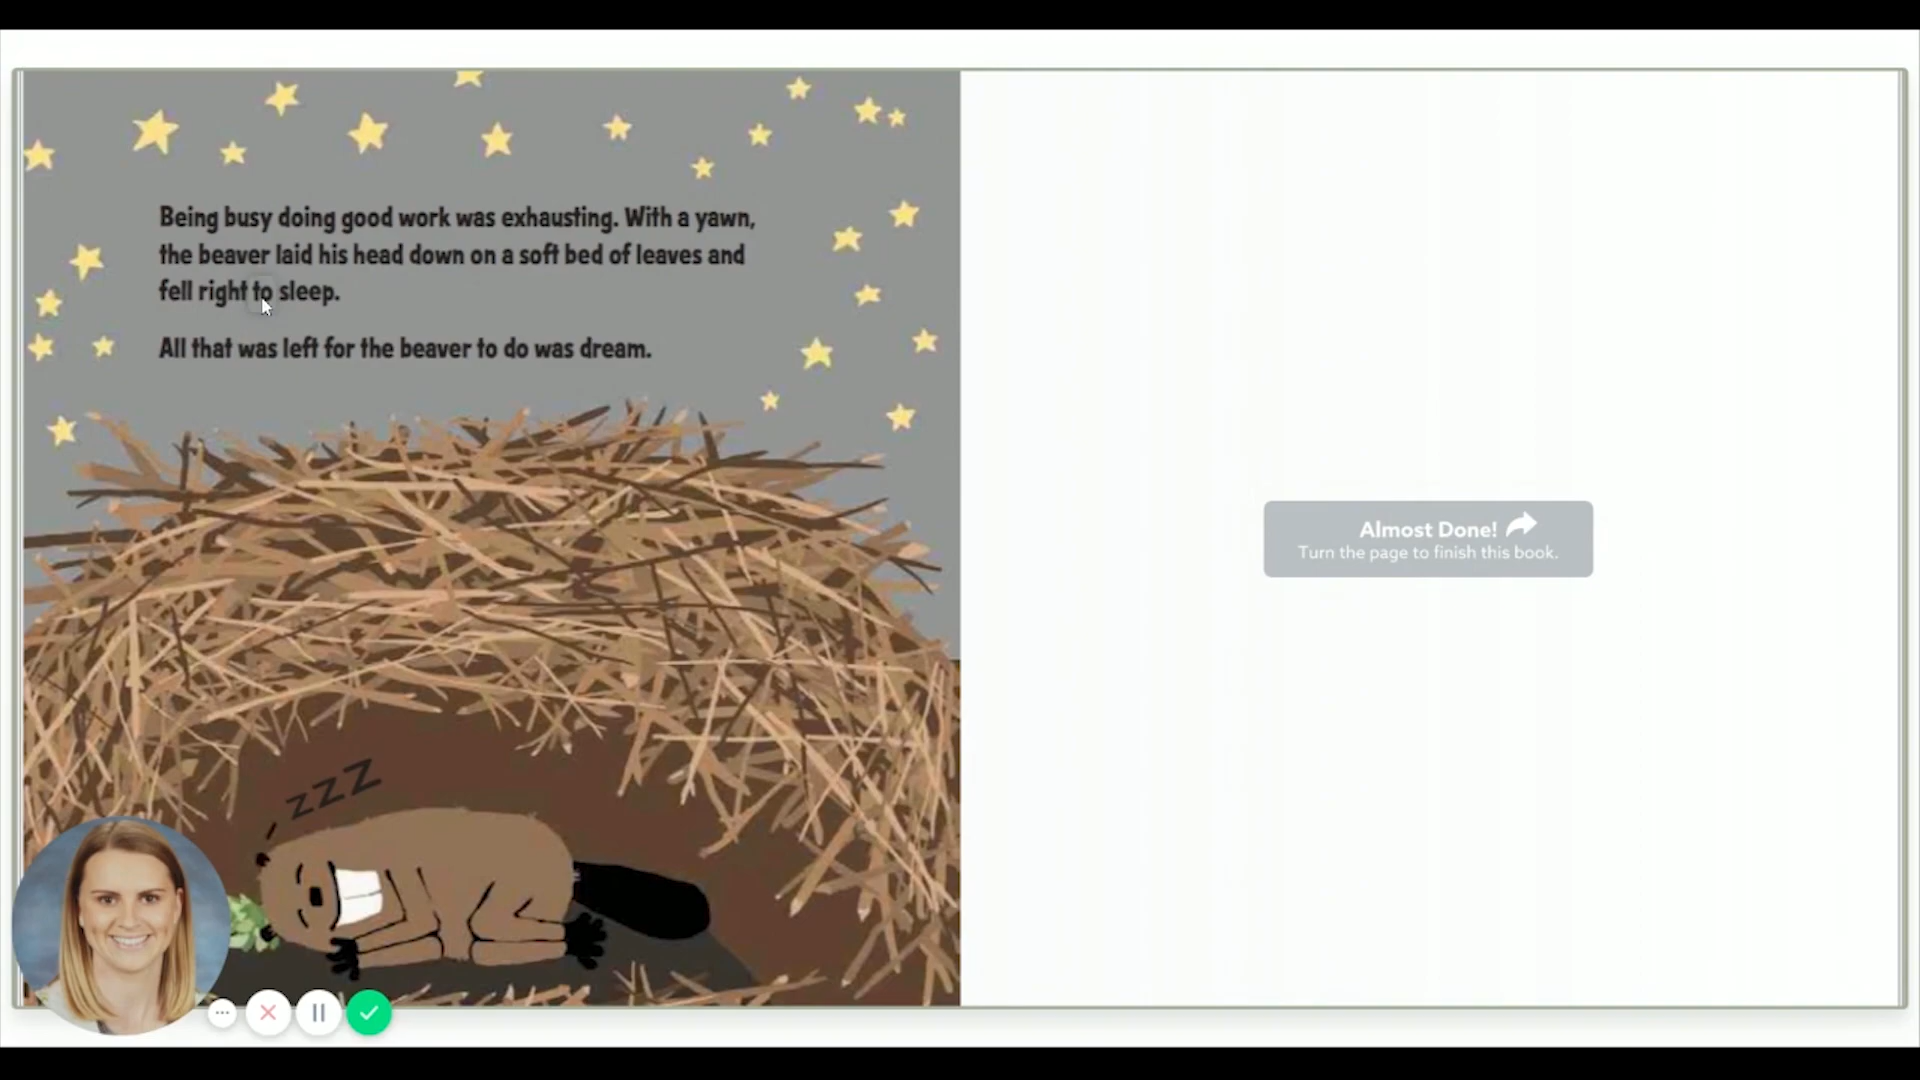 Being busy doing good work was exhausting. With a yawn,
the beaver laid his head down on a soft bed of leaves and
fell right to sleep.
All that was left for the beaver to do was dream.
zzZ
Almost Done!
Turn the page to finish this book.